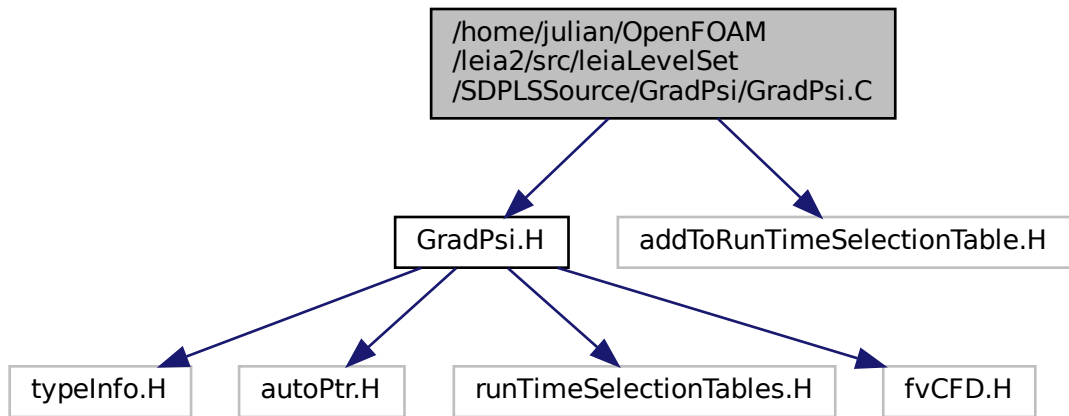 /home/julian/OpenFOAM
/leia2/src/leiaLevelSet
/SDPLSSource/GradPsi/GradPsi.C
GradPsi.H
addToRunTimeSelectionTable.H
typeInfo.H
autoPtr.H
runTimeSelectionTables.H
fvCFD.H